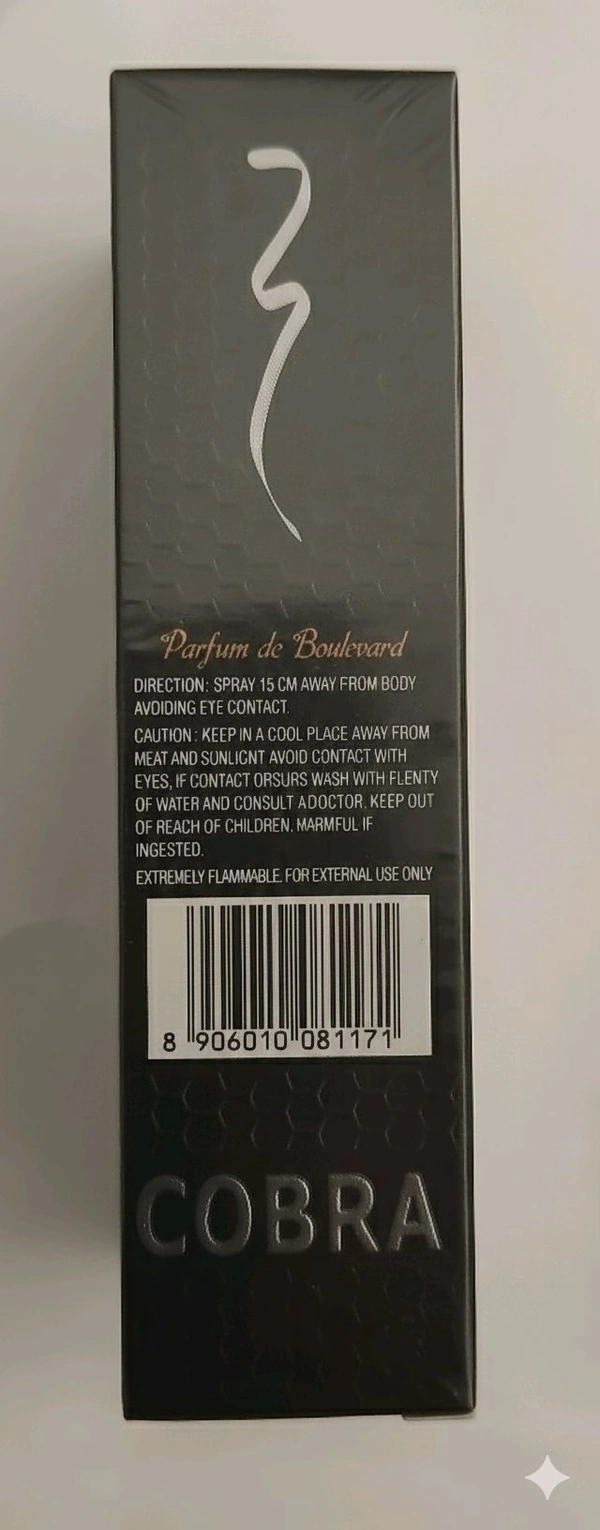 Parfum de Boulevard
DIRECTION: SPRAY 15 CM AWAY FROM BODY
AVOIDING EYE CONTACT.
CAUTION: KEEP IN A COOL PLACE AWAY FROM
MEAT AND SUNLICNT AVOID CONTACT WITH
EYES, IF CONTACT ORSURS WASH WITH FLENTY
OF WATER AND CONSULT A DOCTOR. KEEP OUT
OF REACH OF CHILDREN. MARMFUL IF
INGESTED.
EXTREMELY FLAMMABLE. FOR EXTERNAL USE ONLY
8 906010 081171
COBRA